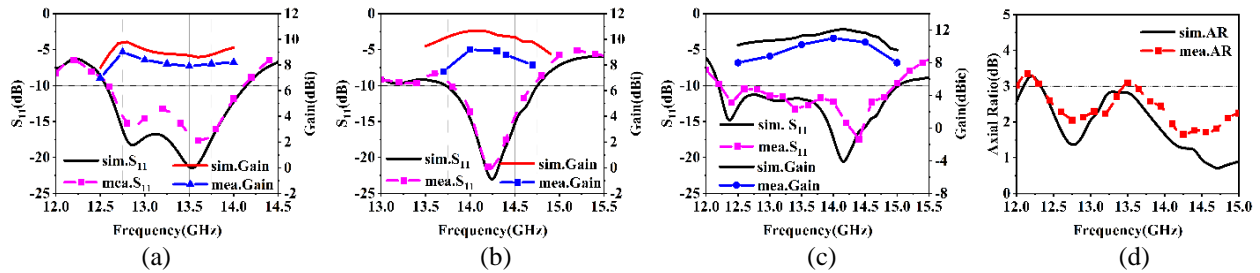 12
10
8
6
4
2
0
-2
Gain(dBi)
0
-5
-10
-15
-20
-25
S11(dB)
sim.S11
mea.S11
sim.Gain
mea.Gain
12.0 12.5 13.0 13.5 14.0 14.5
Frequency(GHz)
(a)
0
-5
-10
-15
-20
-25
S11(dB)
12
10
8
6
4
2
0
-2
Gain(dBi)
sim.S11
mea.S11
sim.Gain
mea.Gain
13.0 13.5 14.0 14.5 15.0 15.5
Frequency(GHz)
(b)
0
-5
-10
-15
-20
-25
S11(dB)
12
8
4
0
-4
-8
Gain(dBic)
sim. S11
mea.S11
sim.Gain
mea.Gain
12.0 12.5 13.0 13.5 14.0 14.5 15.0 15.5
Frequency(GHz)
(c)
5
4
3
2
1
0
Axial Ratio(dB)
sim.AR
mea.AR
12.0 12.5 13.0 13.5 14.0 14.5 15.0
Frequency(GHz)
(d)